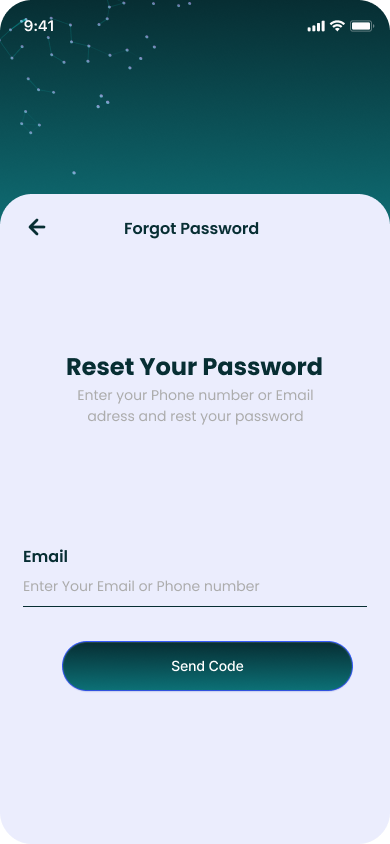 9:41
Forgot Password
Reset Your Password
Enter your Phone number or Email
adress and rest your password
Email
Enter Your Email or Phone number
Send Code